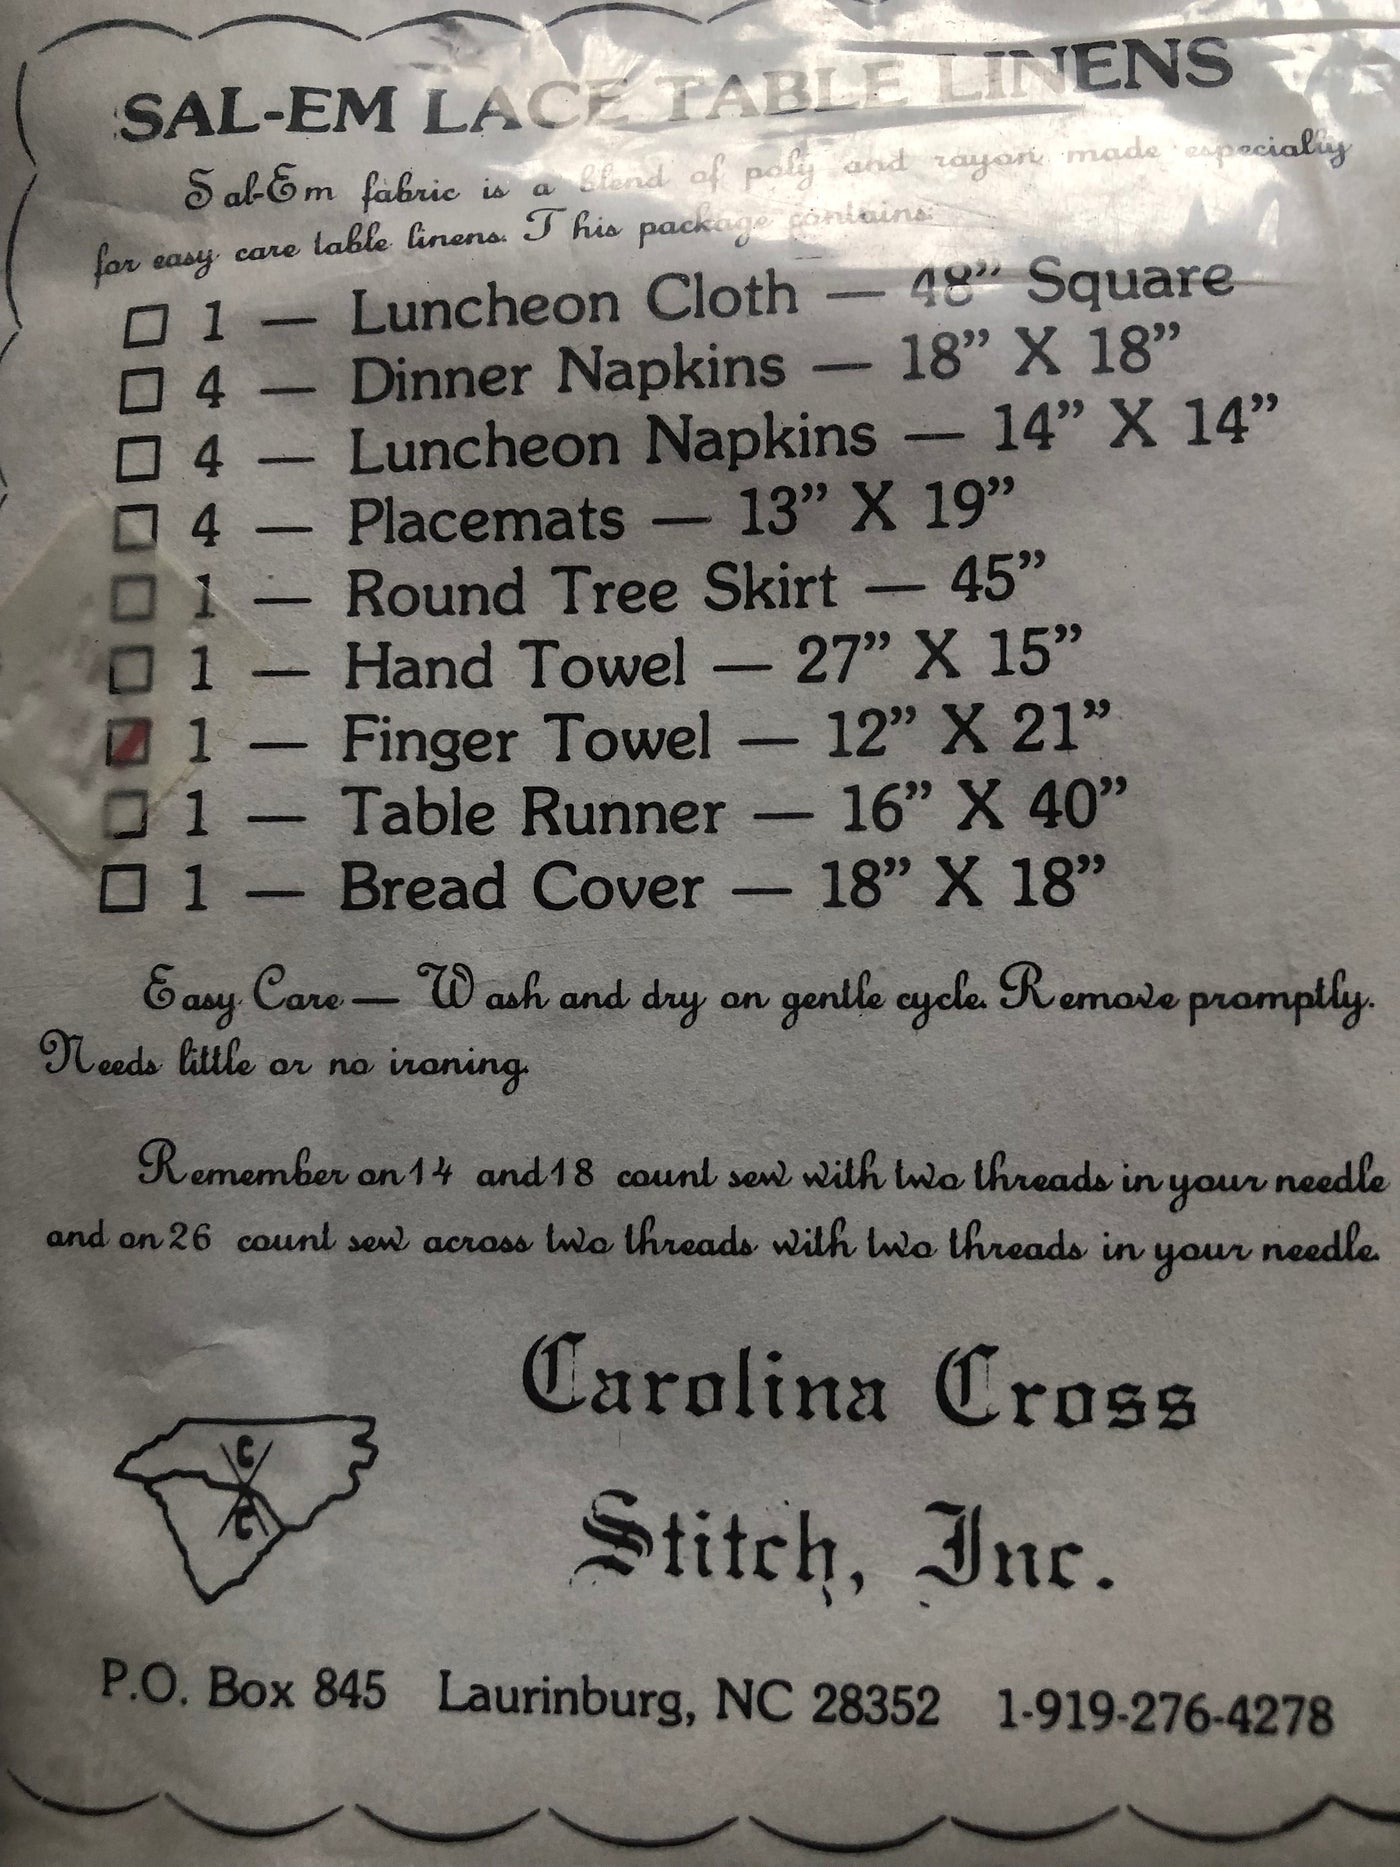 SAL-EM LACE TABLE LINENS
Sal-Em fabric is a blend of poly and rayon made especially
for easy care table linens. This package contains:
1 — Luncheon Cloth — 48” Square
4 — Dinner Napkins — 18” X 18”
4 — Luncheon Napkins — 14” X 14”
4 — Placemats — 13” X 19”
1 — Round Tree Skirt — 45”
1 — Hand Towel — 27” X 15”
1 — Finger Towel — 12” X 21”
1 — Table Runner — 16” X 40”
1 — Bread Cover — 18” X 18”
Easy Care — Wash and dry on gentle cycle. Remove promptly.
Needs little or no ironing.
Remember on 14 and 18 count sew with two threads in your needle
and on 26 count sew across two threads with two threads in your needle.
Carolina Cross
Stitch, Inc.
C
C
P.O. Box 845 Laurinburg, NC 28352 1-919-276-4278